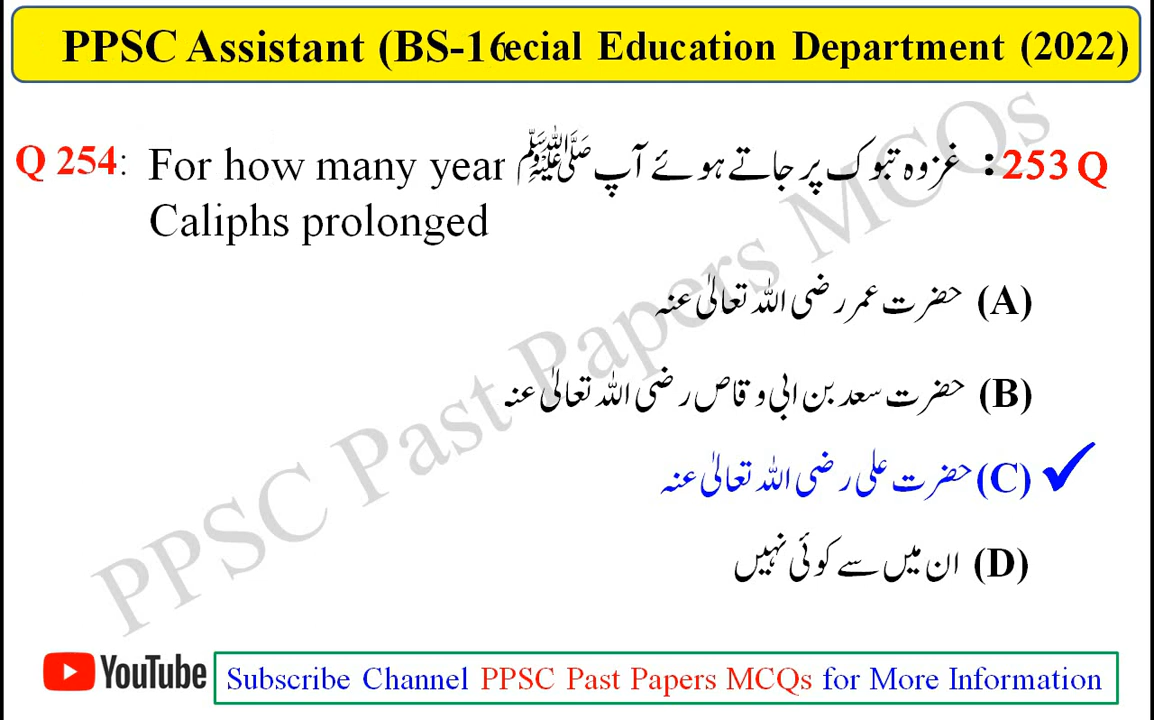 PPSC Assistant (BS-16ecial Education Department (2022)
Q 254: For how many year
Caliphs prolonged
253 Q : غزوہ تبوک پر جاتے ہوئے آپ ﷺ
(A) حضرت عمر رضی اللہ تعالیٰ عنہ
(B) حضرت سعد بن ابی وقاص رضی اللہ تعالیٰ عنہ
(C) حضرت علی رضی اللہ تعالیٰ عنہ
(D) ان میں سے کوئی نہیں
PPSC Past Papers MCQs
YouTube
Subscribe Channel PPSC Past Papers MCQs for More Information